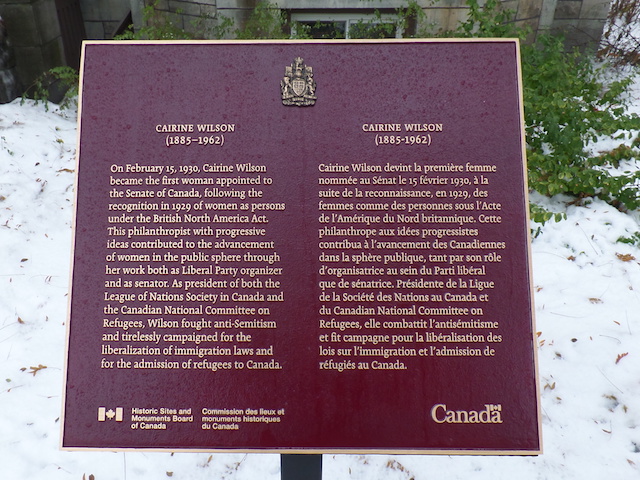 CAIRINE WILSON
(1885–1962)
On February 15, 1930, Cairine Wilson
became the first woman appointed to
the Senate of Canada, following the
recognition in 1929 of women as persons
under the British North America Act.
This philanthropist with progressive
ideas contributed to the advancement
of women in the public sphere through
her work both as Liberal Party organizer
and as senator. As president of both the
League of Nations Society in Canada and
the Canadian National Committee on
Refugees, Wilson fought anti-Semitism
and tirelessly campaigned for the
liberalization of immigration laws and
for the admission of refugees to Canada.
CAIRINE WILSON
(1885-1962)
Cairine Wilson devint la première femme
nommée au Sénat le 15 février 1930, à la
suite de la reconnaissance, en 1929, des
femmes comme des personnes sous l'Acte
de l'Amérique du Nord britannique. Cette
philanthrope aux idées progressistes
contribua à l'avancement des Canadiennes
dans la sphère publique, tant par son rôle
d'organisatrice au sein du Parti libéral
que de sénatrice. Présidente de la Ligue
de la Société des Nations au Canada et
du Canadian National Committee on
Refugees, elle combattit l'antisémitisme
et fit campagne pour la libéralisation des
lois sur l'immigration et l'admission de
réfugiés au Canada.
Historic Sites and
Monuments Board
of Canada
Commission des lieux et
monuments historiques
du Canada
Canada